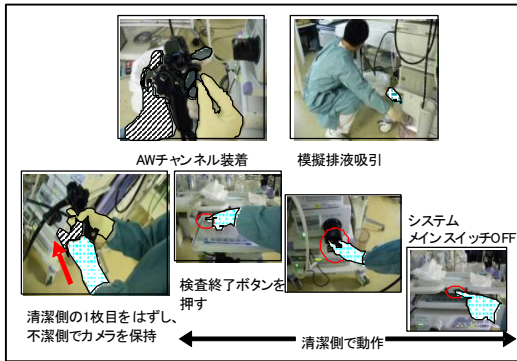 AWチャンネル装着
模擬排液吸引
清潔側の1枚目をはずし、
不潔側でカメラを保持
検査終了ボタンを
押す
システム
メインスイッチOFF
清潔側で動作